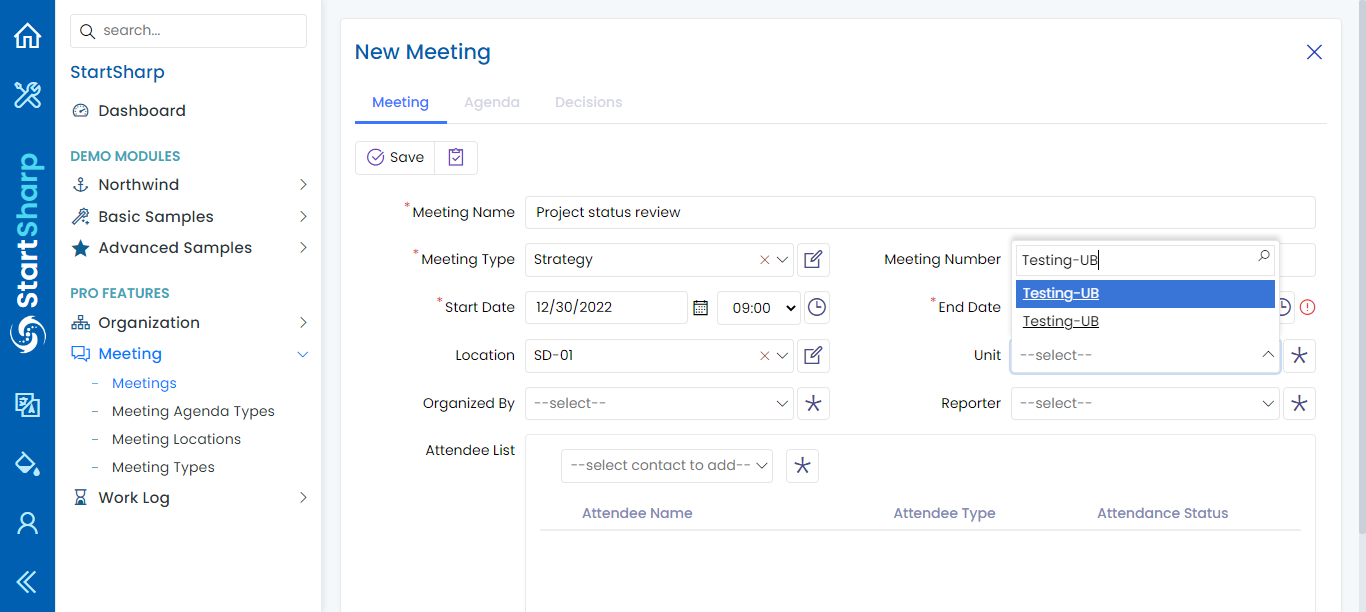 search...
StartSharp
Dashboard
DEMO MODULES
Northwind
Basic Samples
Advanced Samples
PRO FEATURES
Organization
Meeting
Meetings
Meeting Agenda Types
Meeting Locations
Meeting Types
Work Log
StartSharp
New Meeting
Meeting Agenda Decisions
Save
*Meeting Name Project status review
*Meeting Type Strategy Meeting Number
Testing-UB
Testing-UB
Testing-UB
*Start Date 12/30/2022 09:00 *End Date
Location SD-01 Unit --select--
Organized By --select-- Reporter --select--
Attendee List
--select contact to add--
Attendee Name Attendee Type Attendance Status